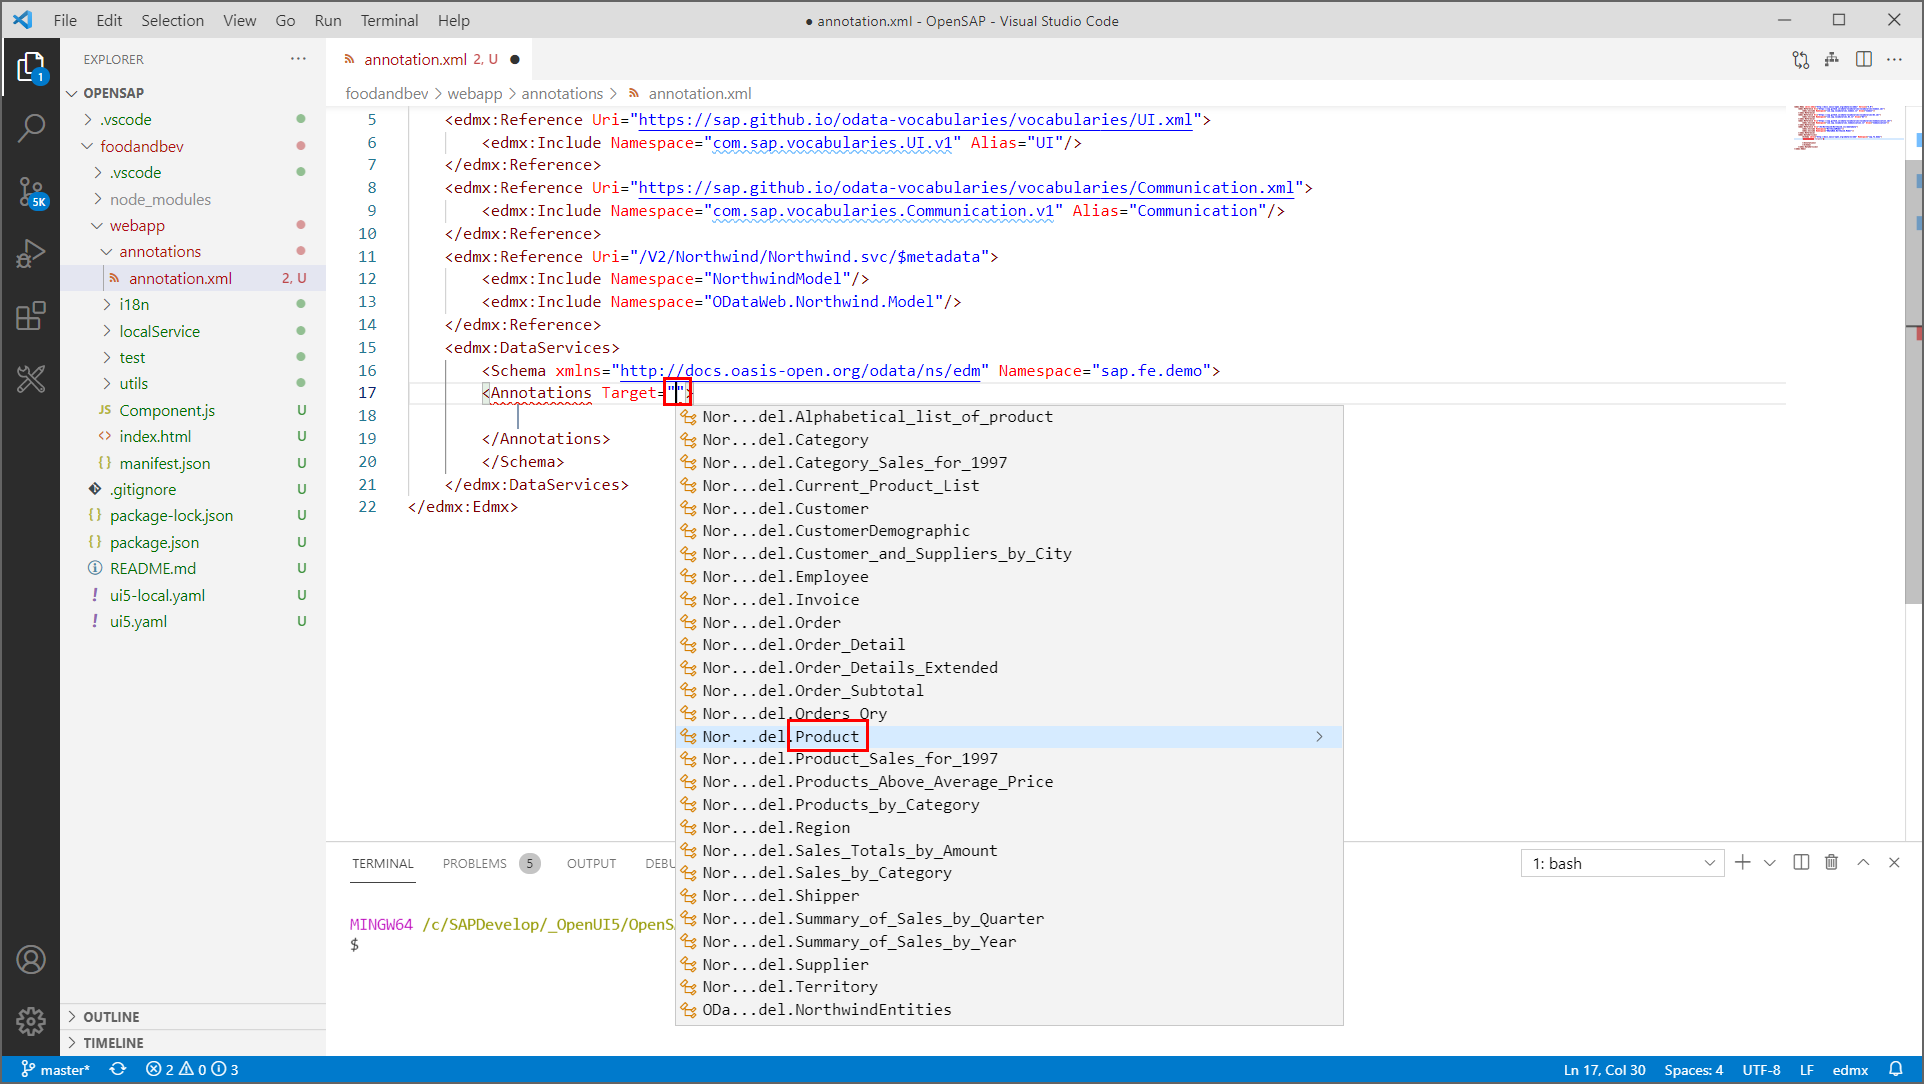 File Edit Selection View Go Run Terminal Help
● annotation.xml - OpenSAP - Visual Studio Code
EXPLORER
OPENSAP
.vscode
foodandbev
.vscode
node_modules
webapp
annotations
annotation.xml 2, U
i18n
localService
test
utils
JS Component.js U
index.html U
manifest.json U
.gitignore U
package-lock.json U
package.json U
README.md U
ui5-local.yaml U
ui5.yaml U
OUTLINE
TIMELINE
1
5K
annotation.xml 2, U ●
foodandbev > webapp > annotations > annotation.xml
5 <edmx:Reference Uri="https://sap.github.io/odata-vocabularies/vocabularies/UI.xml">
6 <edmx:Include Namespace="com.sap.vocabularies.UI.v1" Alias="UI"/>
7 </edmx:Reference>
8 <edmx:Reference Uri="https://sap.github.io/odata-vocabularies/vocabularies/Communication.xml">
9 <edmx:Include Namespace="com.sap.vocabularies.Communication.v1" Alias="Communication"/>
10 </edmx:Reference>
11 <edmx:Reference Uri="/V2/Northwind/Northwind.svc/$metadata">
12 <edmx:Include Namespace="NorthwindModel"/>
13 <edmx:Include Namespace="ODataWeb.Northwind.Model"/>
14 </edmx:Reference>
15 <edmx:DataServices>
16 <Schema xmlns="http://docs.oasis-open.org/odata/ns/edm" Namespace="sap.fe.demo">
17 <Annotations Target="">
18
19 </Annotations>
20 </Schema>
21 </edmx:DataServices>
22 </edmx:Edmx>
Nor...del.Alphabetical_list_of_product
Nor...del.Category
Nor...del.Category_Sales_for_1997
Nor...del.Current_Product_List
Nor...del.Customer
Nor...del.CustomerDemographic
Nor...del.Customer_and_Suppliers_by_City
Nor...del.Employee
Nor...del.Invoice
Nor...del.Order
Nor...del.Order_Detail
Nor...del.Order_Details_Extended
Nor...del.Order_Subtotal
Nor...del.Orders_Qry
Nor...del.Product
Nor...del.Product_Sales_for_1997
Nor...del.Products_Above_Average_Price
Nor...del.Products_by_Category
Nor...del.Region
Nor...del.Sales_Totals_by_Amount
Nor...del.Sales_by_Category
Nor...del.Shipper
Nor...del.Summary_of_Sales_by_Quarter
Nor...del.Summary_of_Sales_by_Year
Nor...del.Supplier
Nor...del.Territory
ODa...del.NorthwindEntities
TERMINAL PROBLEMS 5 OUTPUT DEBU
1: bash
MINGW64 /c/SAPDevelop/_OpenUI5/OpenS
$
master* 2 0 3
Ln 17, Col 30 Spaces: 4 UTF-8 LF edmx